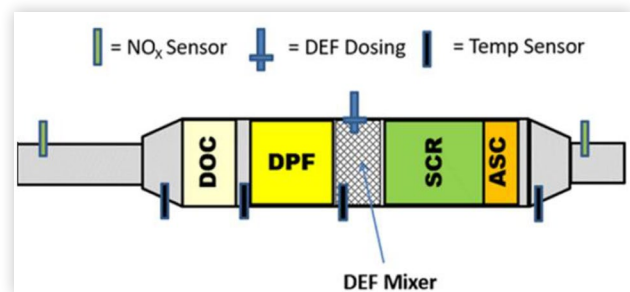 = NOX Sensor = DEF Dosing = Temp Sensor
DOC
DPF
SCR
ASC
DEF Mixer